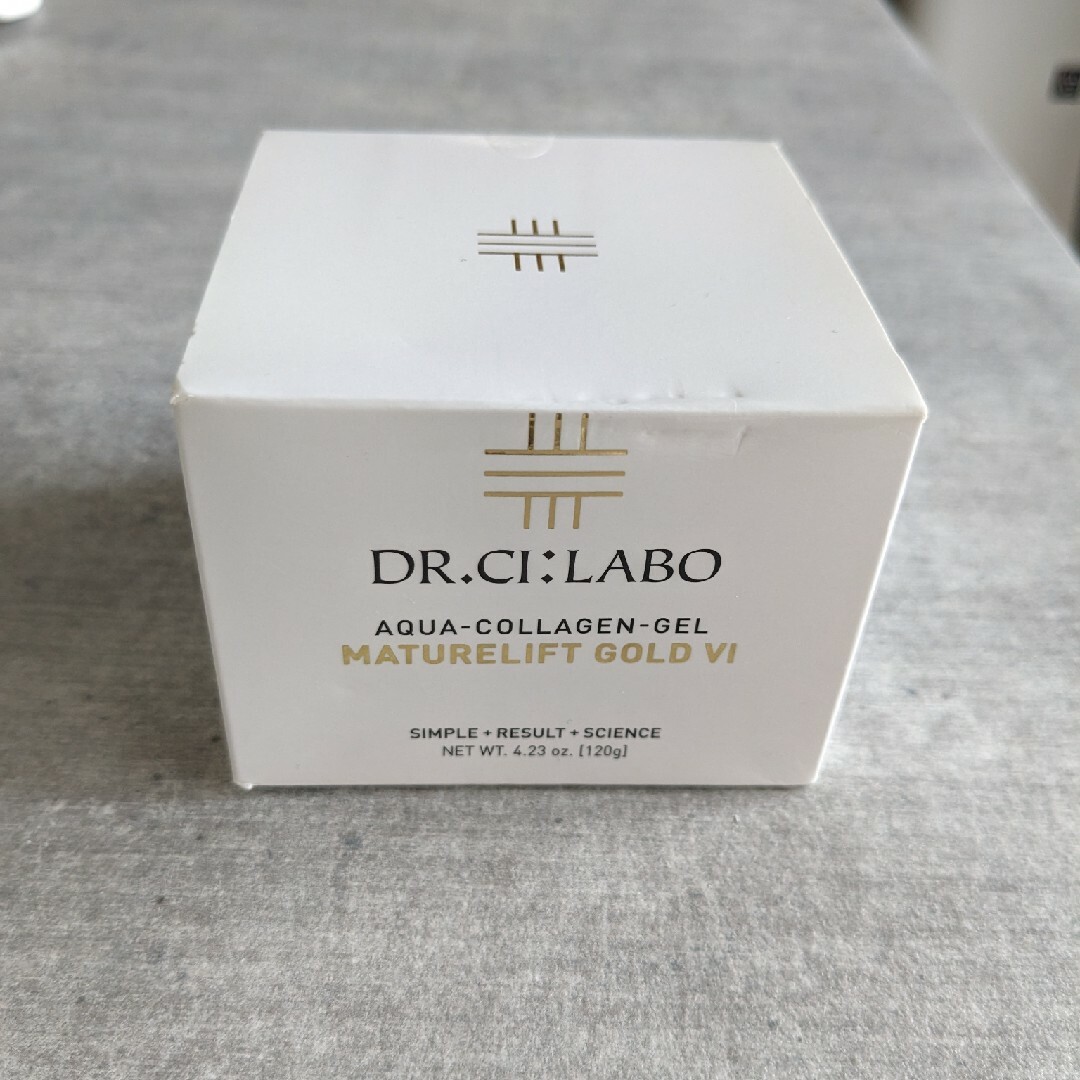 DR.CI:LABO
AQUA-COLLAGEN-GEL
MATURELIFT GOLD VI
SIMPLE + RESULT + SCIENCE
NET WT. 4.23 oz. [120g]